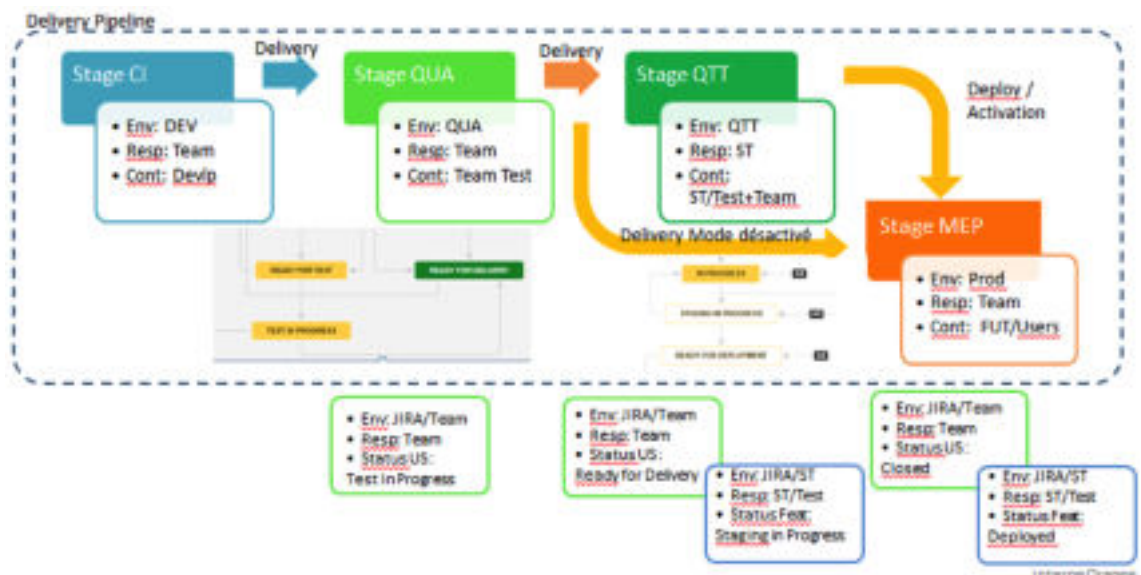 Delivery Pipeline
Stage CI
• Env: DEV
• Resp: Team
• Cont: Devlp
Delivery
Stage QUA
• Env: QUA
• Resp: Team
• Cont: Team Test
Delivery
Stage QTT
• Env: QTT
• Resp: ST
• Cont:
ST/Test+Team
Deploy /
Activation
Delivery Mode désactivé
Stage MEP
• Env: Prod
• Resp: Team
• Cont: FUT/Users
READY FOR TEST
READY FOR DELIVERY
TEST IN PROGRESS
IN PROGRESS
STAGING IN PROGRESS
READY FOR DEPLOYMENT
• Env: JIRA/Team
• Resp: Team
• Status US:
Test in Progress
• Env: JIRA/Team
• Resp: Team
• Status US:
Ready for Delivery
• Env: JIRA/ST
• Resp: ST/Test
• Status Feat:
Staging in Progress
• Env: JIRA/Team
• Resp: Team
• Status US:
Closed
• Env: JIRA/ST
• Resp: ST/Test
• Status Feat:
Deployed